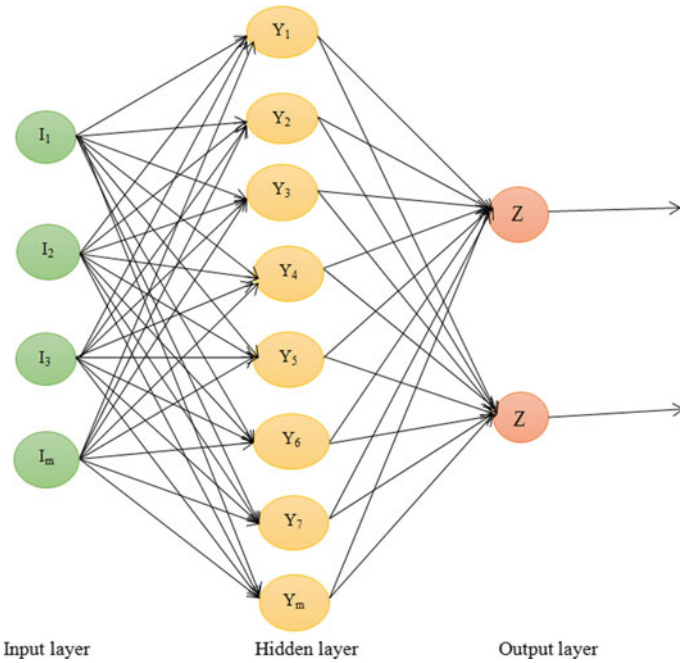 I1
I2
I3
Im
Y1
Y2
Y3
Y4
Y5
Y6
Y7
Ym
Z
Z
Input layer
Hidden layer
Output layer